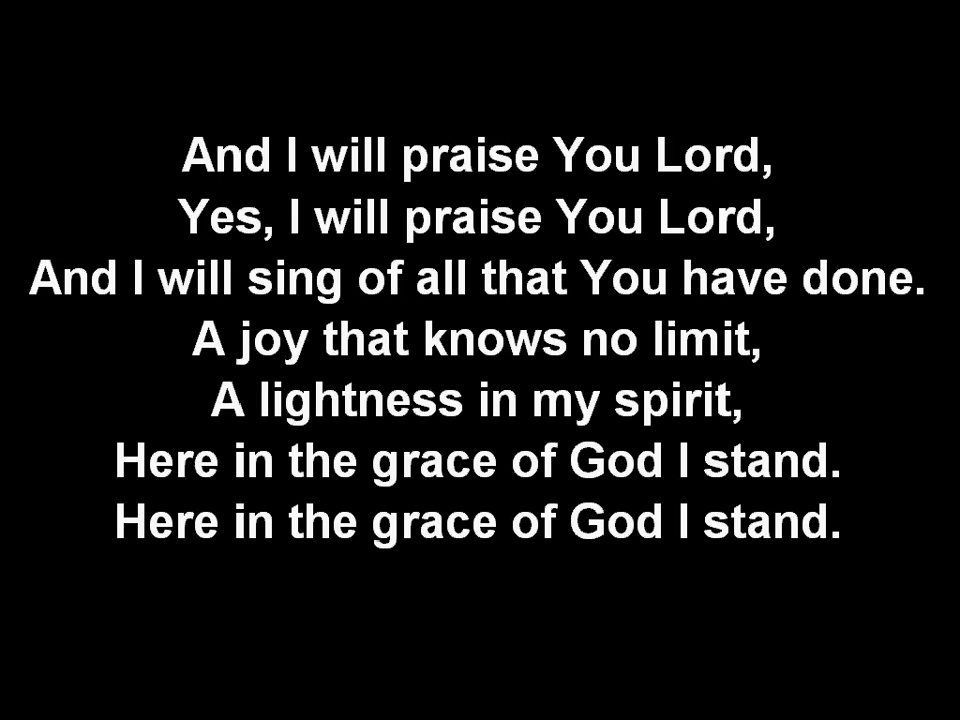 And I will praise You Lord,
Yes, I will praise You Lord,
And I will sing of all that You have done.
A joy that knows no limit,
A lightness in my spirit,
Here in the grace of God I stand.
Here in the grace of God I stand.